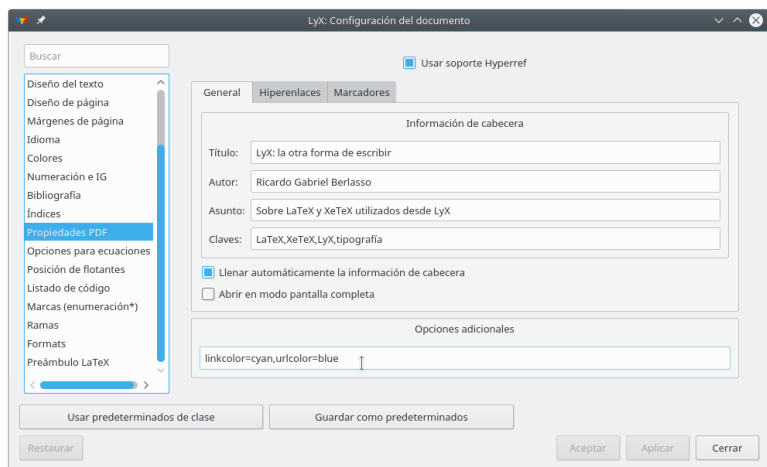 LyX: Configuración del documento
Buscar
Diseño del texto
Diseño de página
Márgenes de página
Idioma
Colores
Numeración e IG
Bibliografía
Índices
Propiedades PDF
Opciones para ecuaciones
Posición de flotantes
Listado de código
Marcas (enumeración*)
Ramas
Formats
Preámbulo LaTeX
Usar soporte Hyperref
General Hiperenlaces Marcadores
Información de cabecera
Título: LyX: la otra forma de escribir
Autor: Ricardo Gabriel Berlasso
Asunto: Sobre LaTeX y XeTeX utilizados desde LyX
Claves: LaTeX,XeTeX,LyX,tipografía
Llenar automáticamente la información de cabecera
Abrir en modo pantalla completa
Opciones adicionales
linkcolor=cyan,urlcolor=blue
Usar predeterminados de clase Guardar como predeterminados
Restaurar Aceptar Aplicar Cerrar